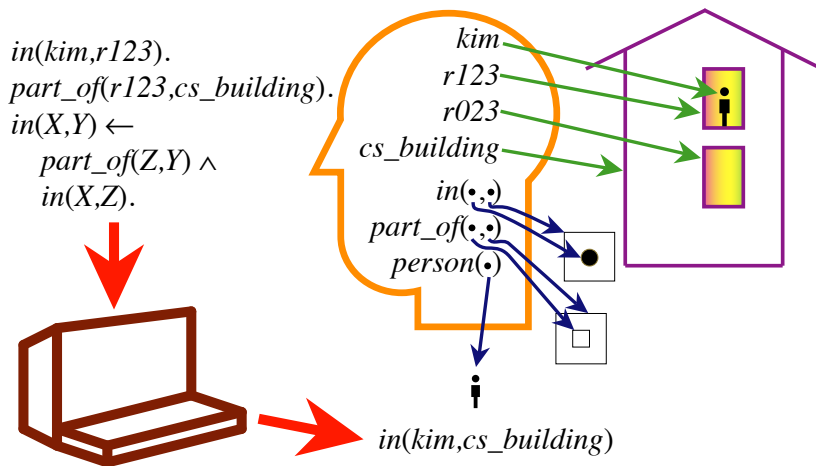 in(kim,r123).
part_of(r123,cs_building).
in(X,Y) ←
part_of(Z,Y) ∧
in(X,Z).
kim
r123
r023
cs_building
in(•,•)
part_of(•,•)
person(•)
in(kim,cs_building)